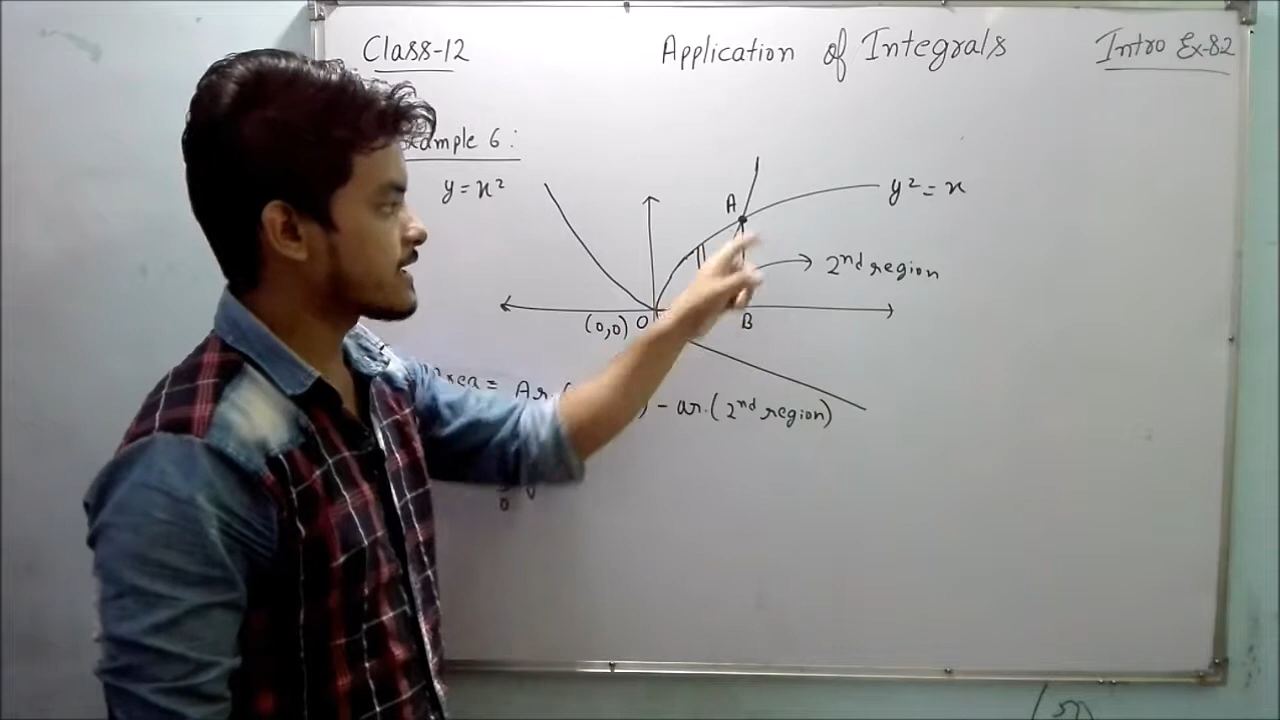 Class-12 Application of Integrals Intro Ex-8.2
xample 6:
y = x²
A
y² = x
2nd region
(0,0) O B
Ar. ) - ar. (2nd region)
0